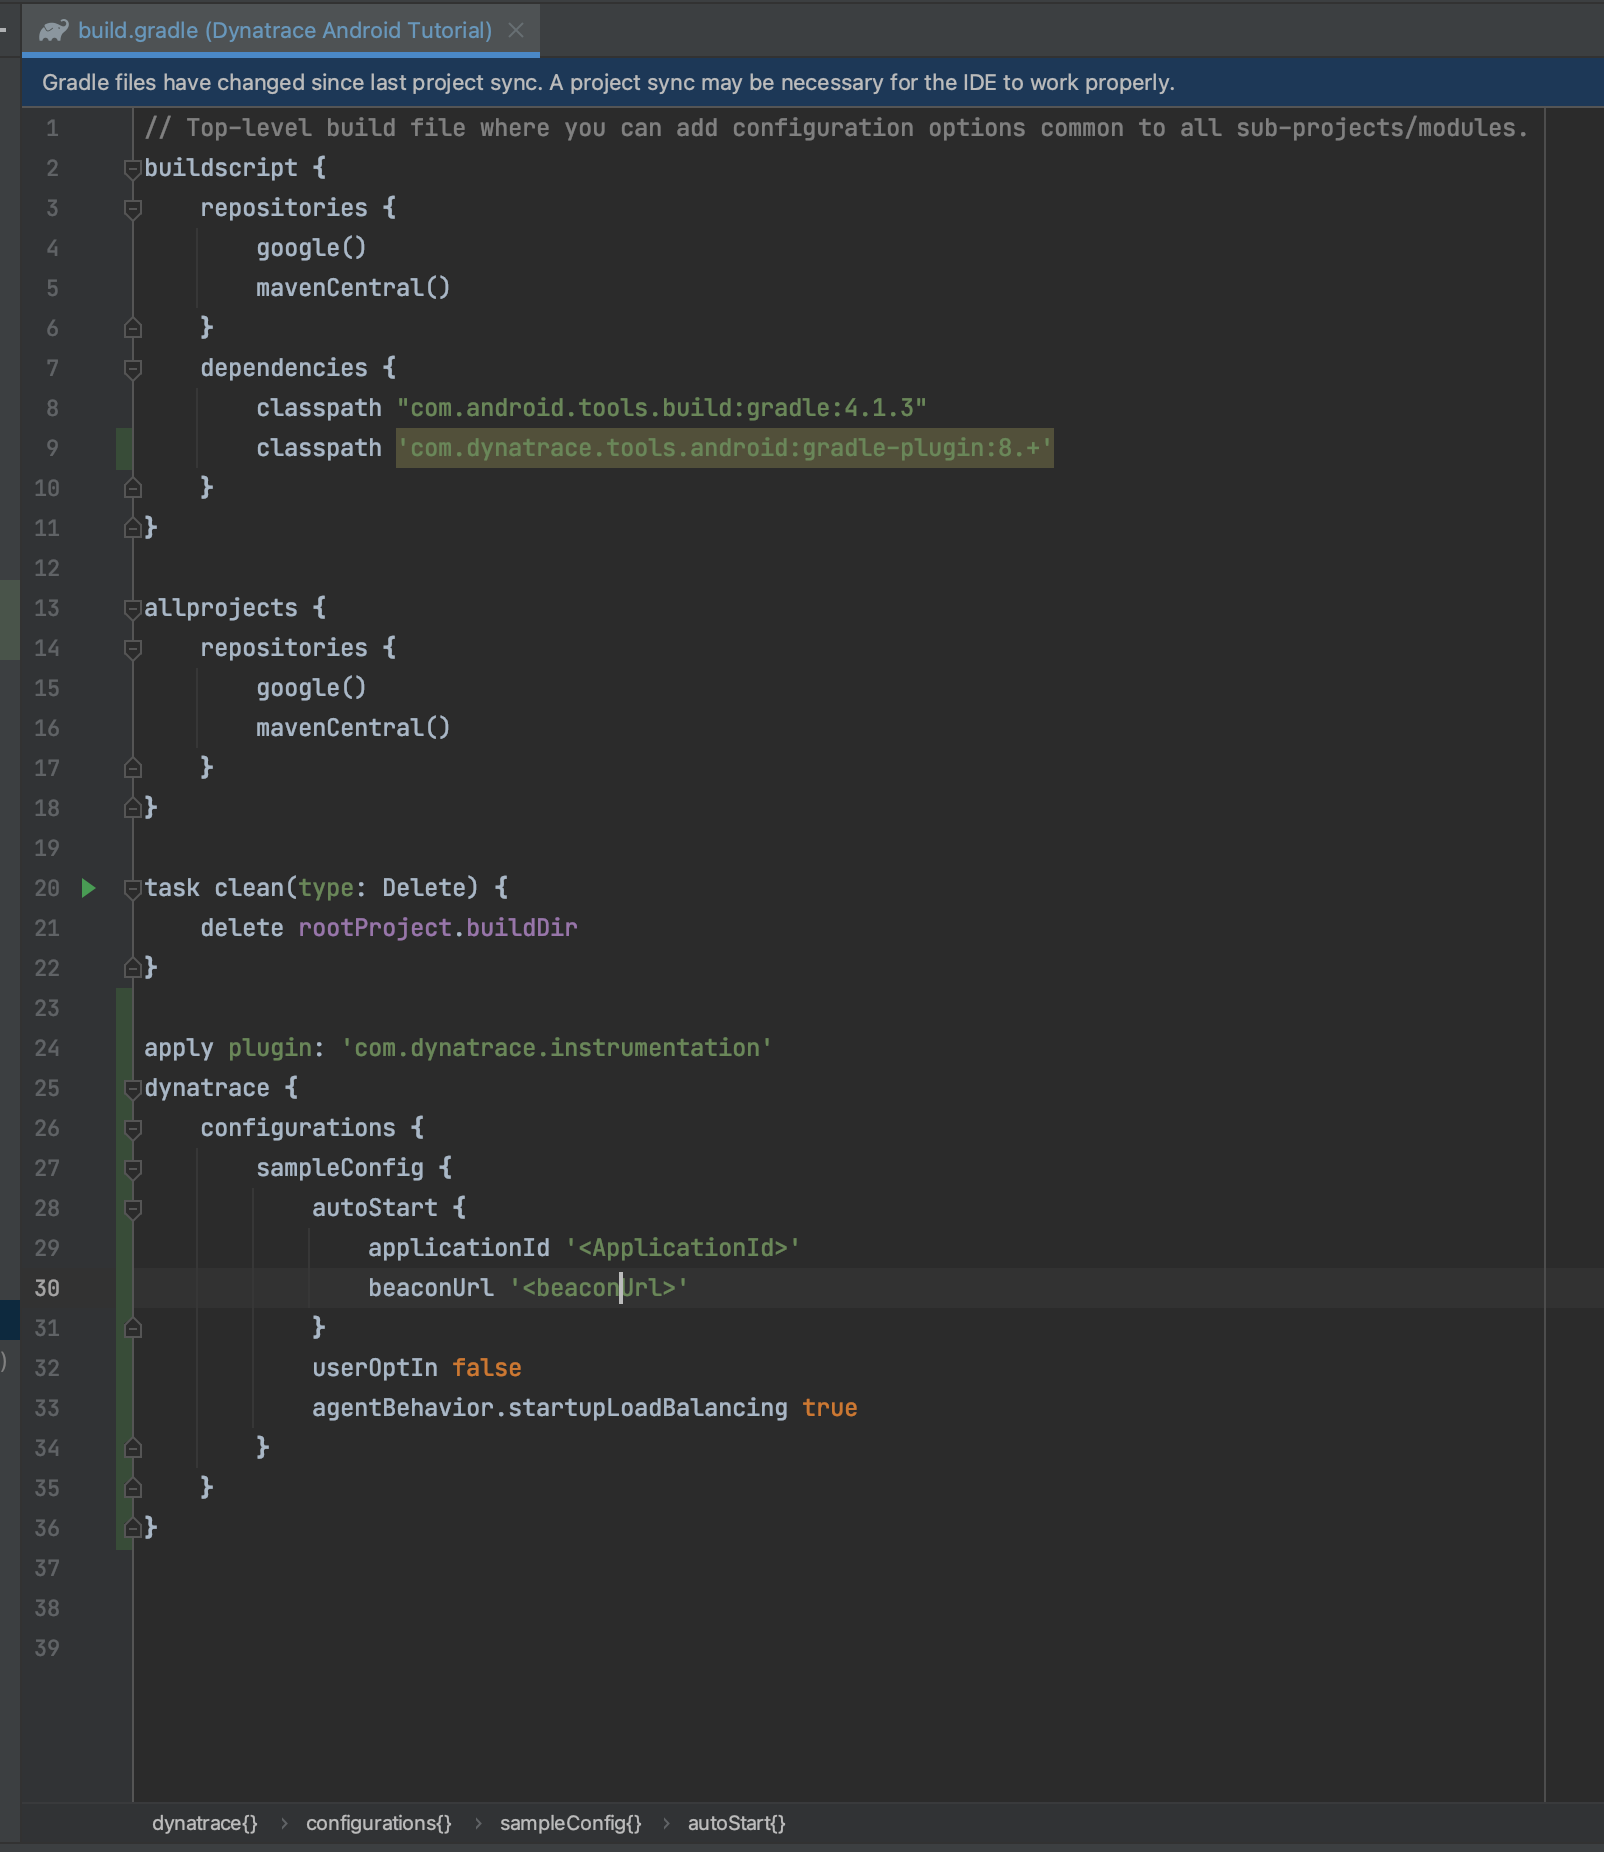 build.gradle (Dynatrace Android Tutorial)
Gradle files have changed since last project sync. A project sync may be necessary for the IDE to work properly.
1 // Top-level build file where you can add configuration options common to all sub-projects/modules.
2 buildscript {
3     repositories {
4         google()
5         mavenCentral()
6     }
7     dependencies {
8         classpath "com.android.tools.build:gradle:4.1.3"
9         classpath 'com.dynatrace.tools.android:gradle-plugin:8.+'
10     }
11 }
12
13 allprojects {
14     repositories {
15         google()
16         mavenCentral()
17     }
18 }
19
20 task clean(type: Delete) {
21     delete rootProject.buildDir
22 }
23
24 apply plugin: 'com.dynatrace.instrumentation'
25 dynatrace {
26     configurations {
27         sampleConfig {
28             autoStart {
29                 applicationId '<ApplicationId>'
30                 beaconUrl '<beaconUrl>'
31             }
32             userOptIn false
33             agentBehavior.startupLoadBalancing true
34         }
35     }
36 }
37
38
39
)
dynatrace{} › configurations{} › sampleConfig{} › autoStart{}